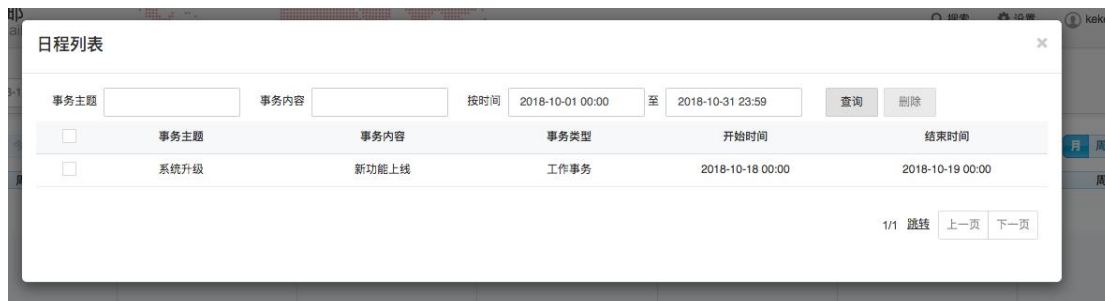 搜索 设置 keke
日程列表 ×
事务主题 事务内容 按时间 2018-10-01 00:00 至 2018-10-31 23:59 查询 删除
事务主题 事务内容 事务类型 开始时间 结束时间
系统升级 新功能上线 工作事务 2018-10-18 00:00 2018-10-19 00:00
月 周
1/1 跳转 上一页 下一页